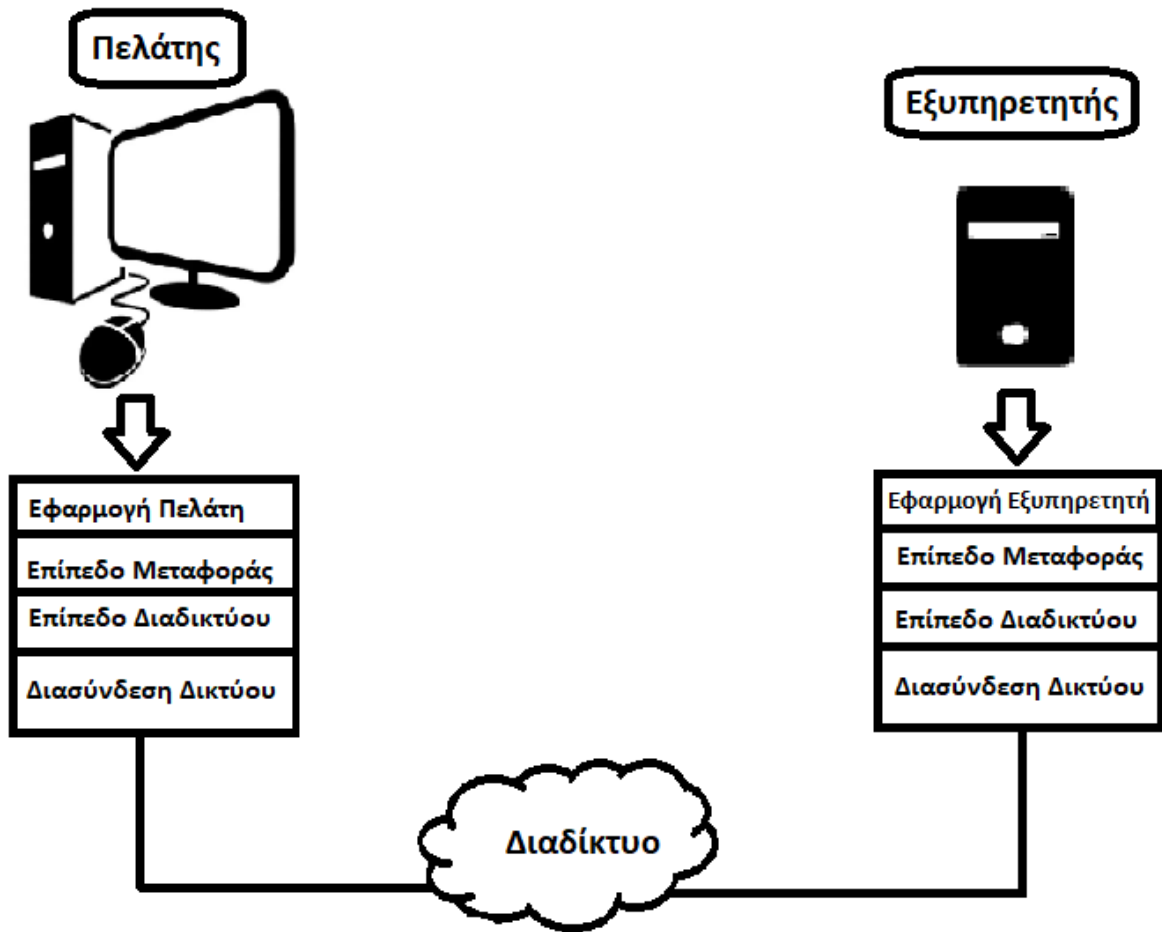 Πελάτης
Εξυπηρετητής
Εφαρμογή Πελάτη
Επίπεδο Μεταφοράς
Επίπεδο Διαδικτύου
Διασύνδεση Δικτύου
Εφαρμογή Εξυπηρετητή
Επίπεδο Μεταφοράς
Επίπεδο Διαδικτύου
Διασύνδεση Δικτύου
Διαδίκτυο